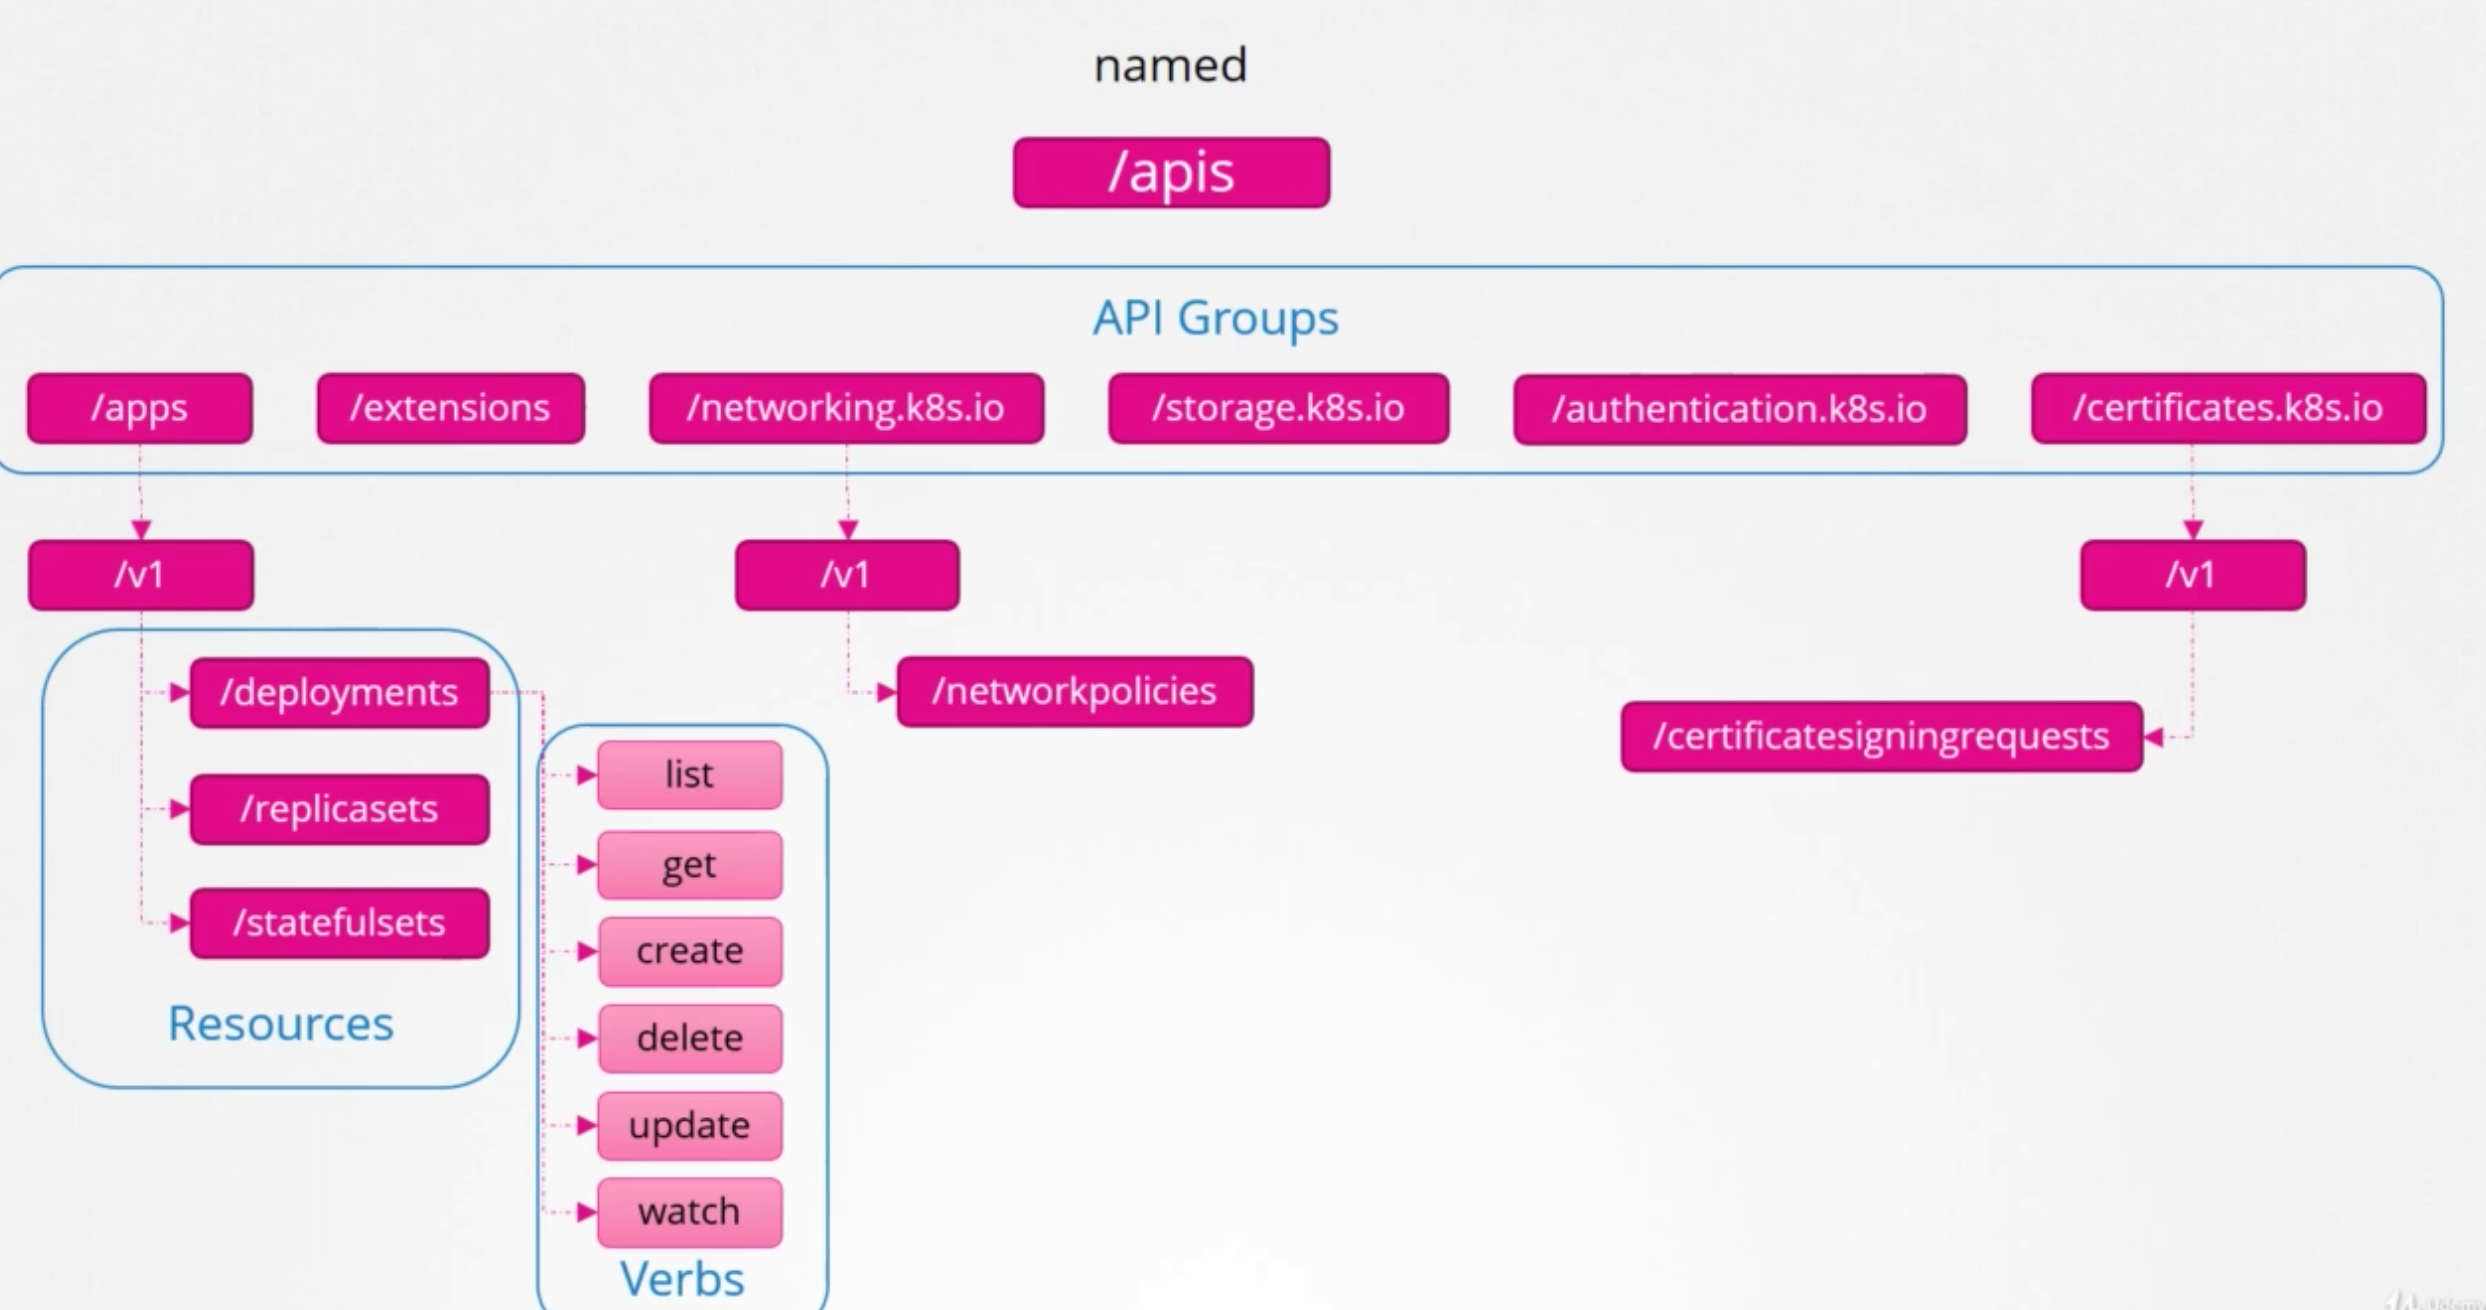 named
/apis
API Groups
/apps
/extensions
/networking.k8s.io
/storage.k8s.io
/authentication.k8s.io
/certificates.k8s.io
/v1
/v1
/v1
/deployments
/replicasets
/statefulsets
Resources
/networkpolicies
/certificatesigningrequests
list
get
create
delete
update
watch
Verbs